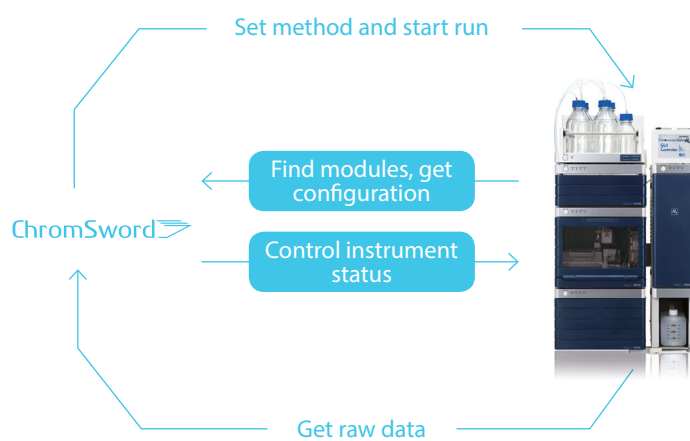 Set method and start run
Find modules, get
configuration
ChromSword
Control instrument
status
Get raw data